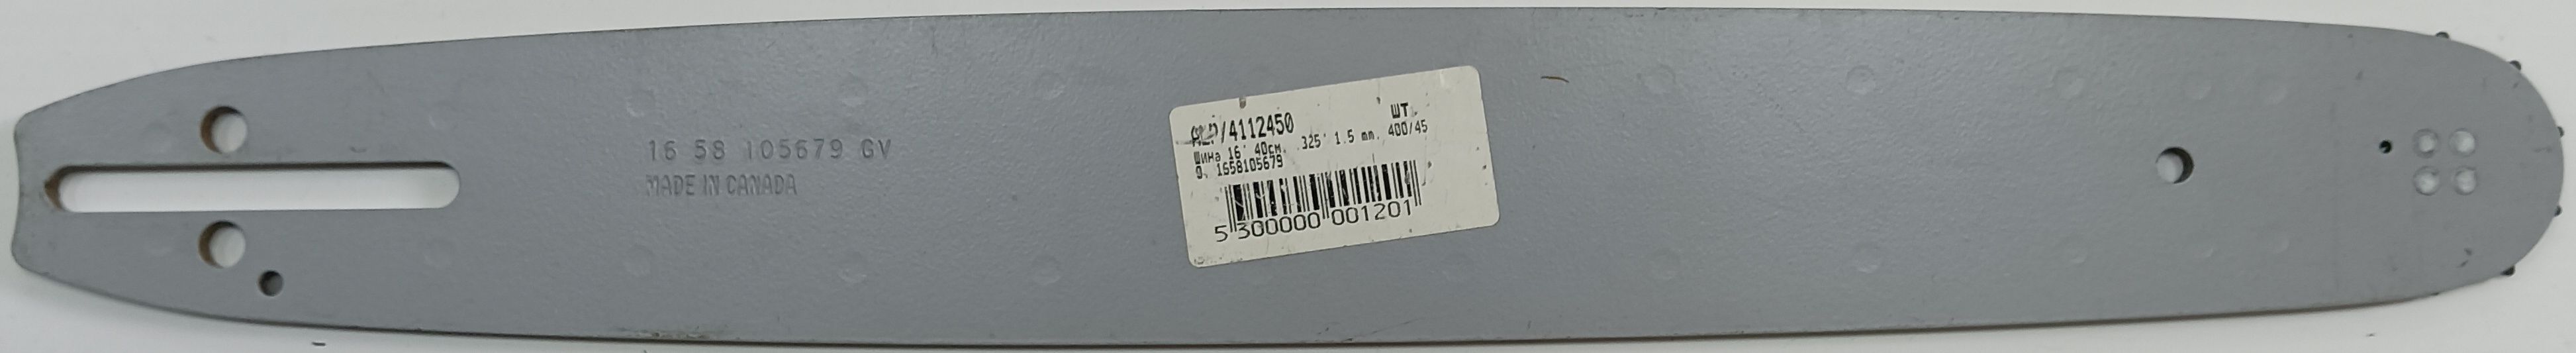 16 58 105679 GV
MADE IN CANADA
/4112450 шт.
Шина 16" 40см. .325" 1.5 mm. 400/45
9, 1658105679
5 300000 001201